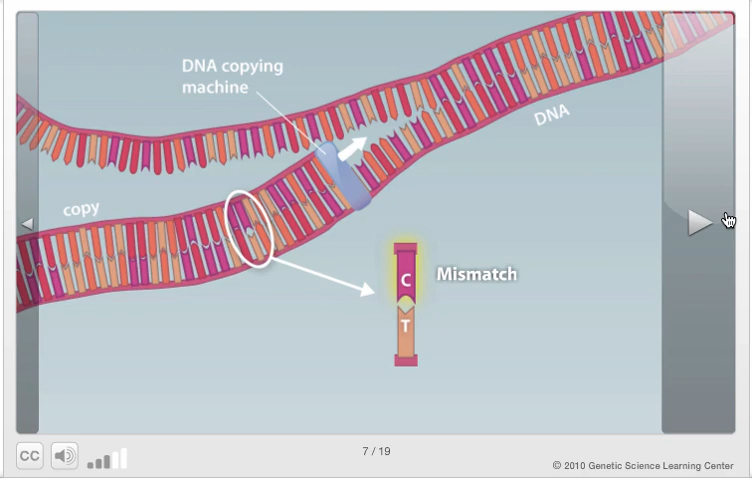 DNA copying
machine
DNA
copy
Mismatch
C
T
CC
7 / 19
© 2010 Genetic Science Learning Center